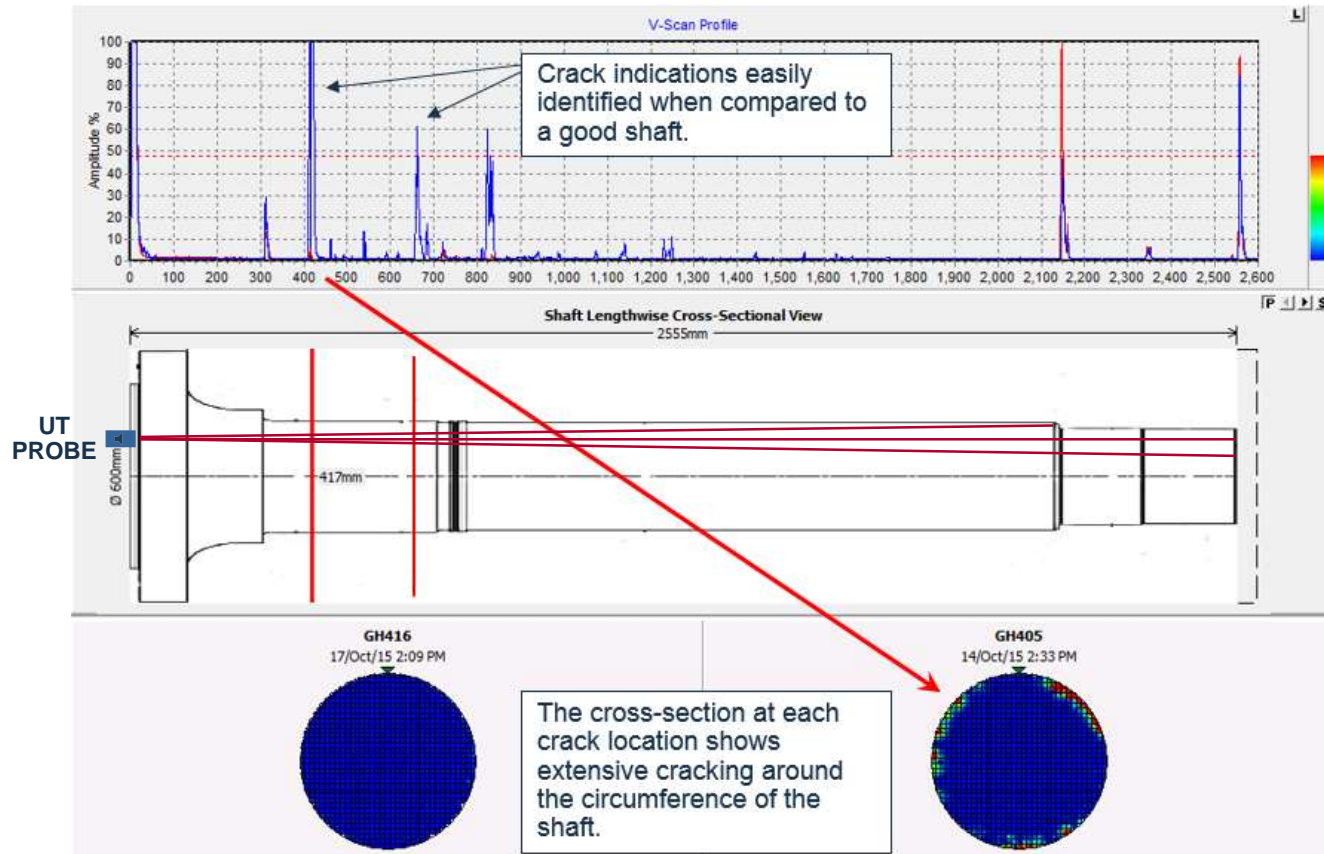 L
V-Scan Profile
100
90
80
70
60
50
40
30
20
10
0
Amplitude %
Crack indications easily
identified when compared to
a good shaft.
0 100 200 300 400 500 600 700 800 900 1,000 1,100 1,200 1,300 1,400 1,500 1,600 1,700 1,800 1,900 2,000 2,100 2,200 2,300 2,400 2,500 2,600
P S
Shaft Lengthwise Cross-Sectional View
2555mm
UT
PROBE
Ø 600mm
417mm
GH416
17/Oct/15 2:09 PM
GH405
14/Oct/15 2:33 PM
The cross-section at each
crack location shows
extensive cracking around
the circumference of the
shaft.